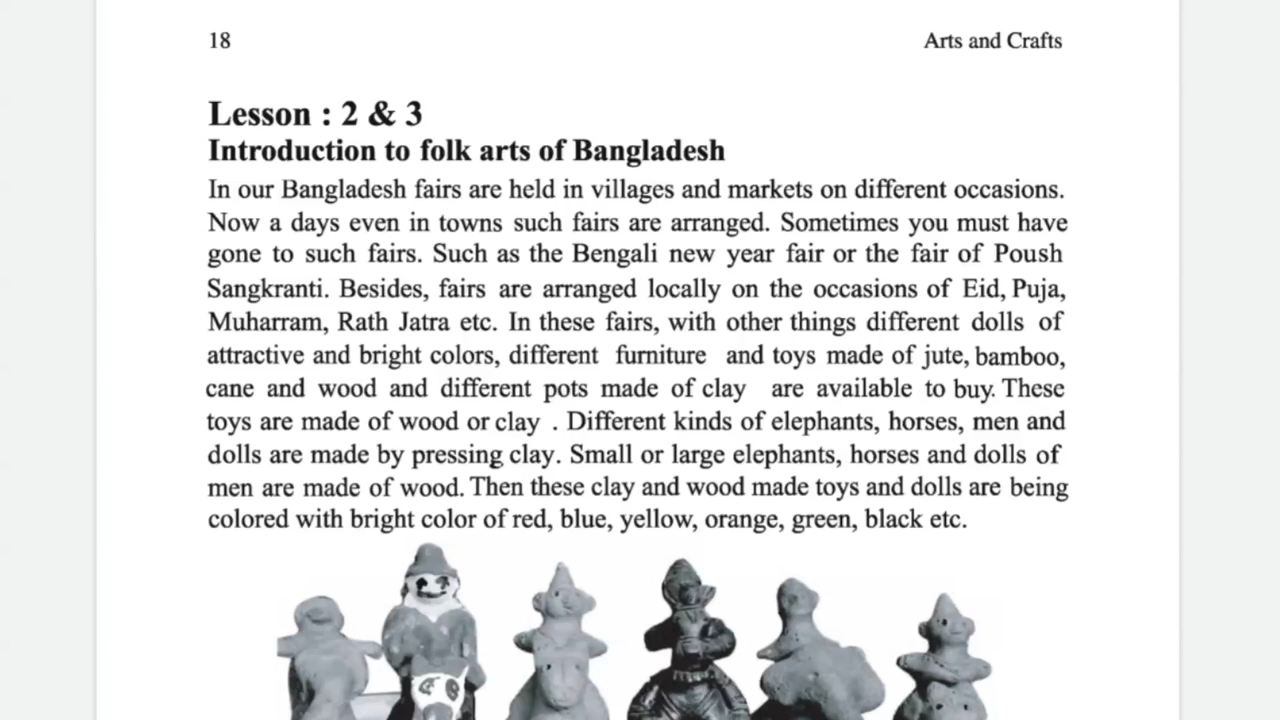 18 Arts and Crafts
Lesson : 2 & 3
Introduction to folk arts of Bangladesh
In our Bangladesh fairs are held in villages and markets on different occasions.
Now a days even in towns such fairs are arranged. Sometimes you must have
gone to such fairs. Such as the Bengali new year fair or the fair of Poush
Sangkranti. Besides, fairs are arranged locally on the occasions of Eid, Puja,
Muharram, Rath Jatra etc. In these fairs, with other things different dolls of
attractive and bright colors, different furniture and toys made of jute, bamboo,
cane and wood and different pots made of clay are available to buy. These
toys are made of wood or clay . Different kinds of elephants, horses, men and
dolls are made by pressing clay. Small or large elephants, horses and dolls of
men are made of wood. Then these clay and wood made toys and dolls are being
colored with bright color of red, blue, yellow, orange, green, black etc.